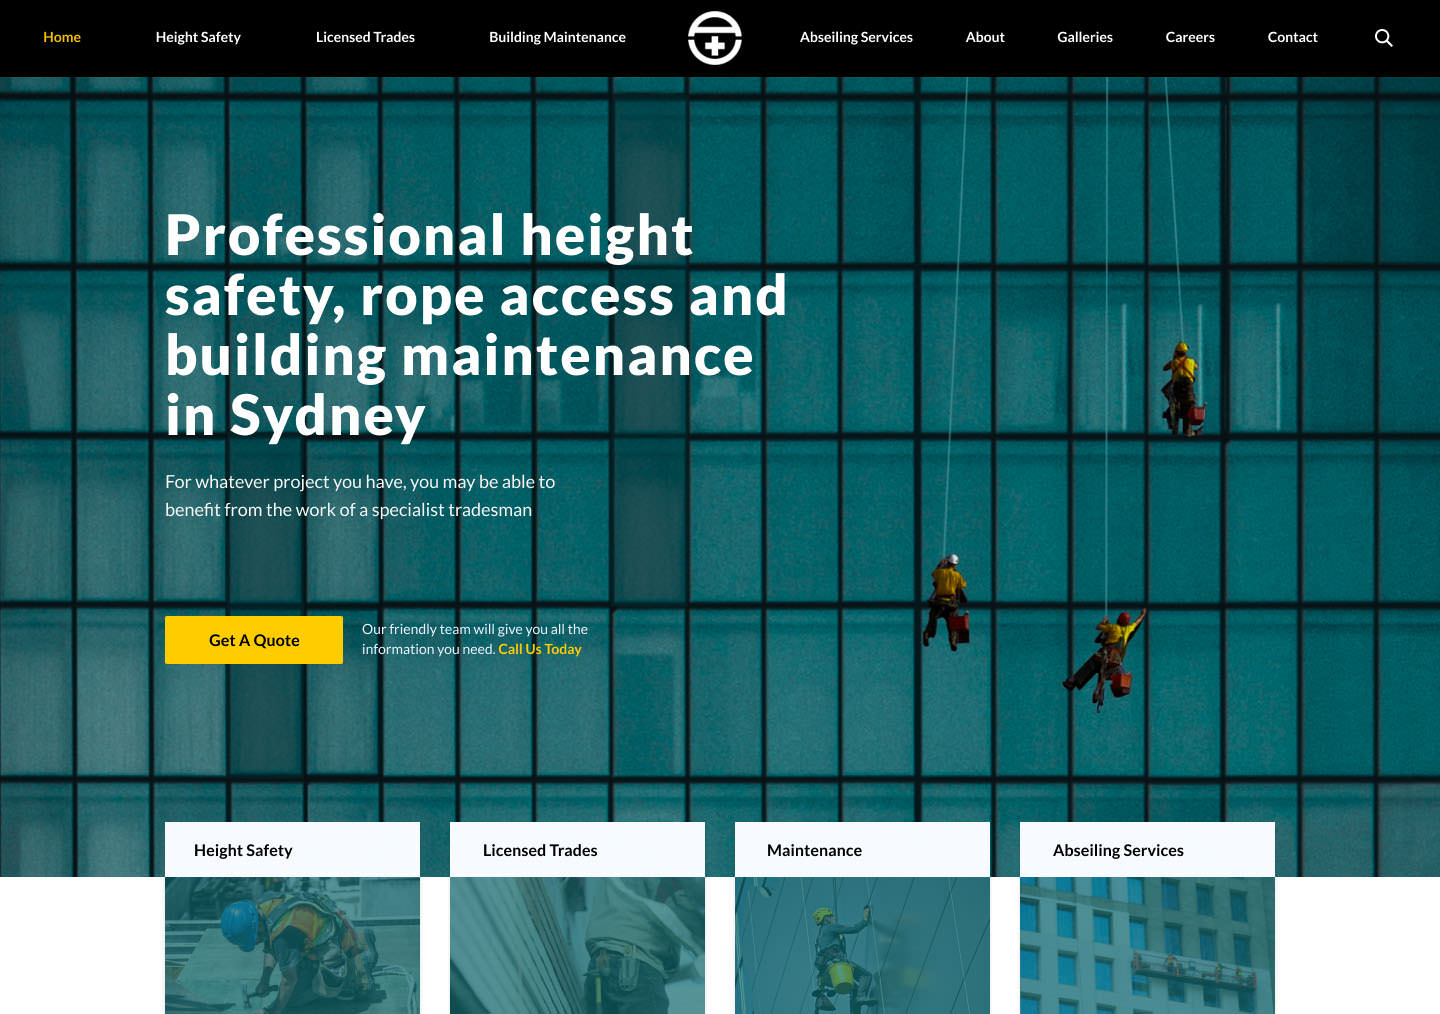 Home Height Safety Licensed Trades Building Maintenance Abseiling Services About Galleries Careers Contact
Professional height
safety, rope access and
building maintenance
in Sydney
For whatever project you have, you may be able to
benefit from the work of a specialist tradesman
Get A Quote
Our friendly team will give you all the
information you need. Call Us Today
Height Safety
Licensed Trades
Maintenance
Abseiling Services